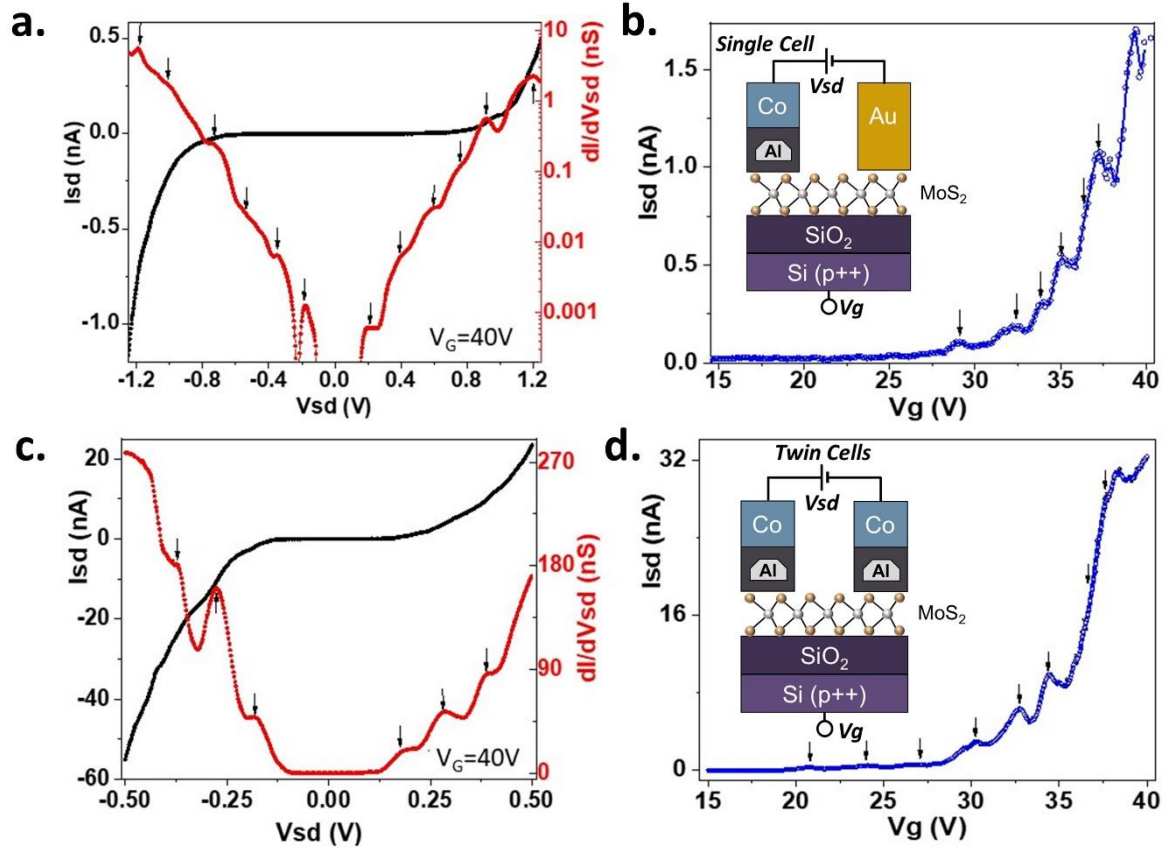 a.
0.5
0.0
-0.5
-1.0
Isd (nA)
-1.2 -0.8 -0.4 0.0 0.4 0.8 1.2
Vsd (V)
10
1
0.1
0.01
0.001
dI/dVsd (nS)
V_G=40V
b.
1.5
1.0
0.5
0.0
Isd (nA)
15 20 25 30 35 40
Vg (V)
Single Cell
Vsd
Co
Au
Al
MoS₂
SiO₂
Si (p++)
Vg
c.
20
0
-20
-40
-60
Isd (nA)
-0.50 -0.25 0.00 0.25 0.50
Vsd (V)
270
180
90
0
dI/dVsd (nS)
V_G=40V
d.
32
16
0
Isd (nA)
15 20 25 30 35 40
Vg (V)
Twin Cells
Vsd
Co Co
Al Al
MoS₂
SiO₂
Si (p++)
Vg